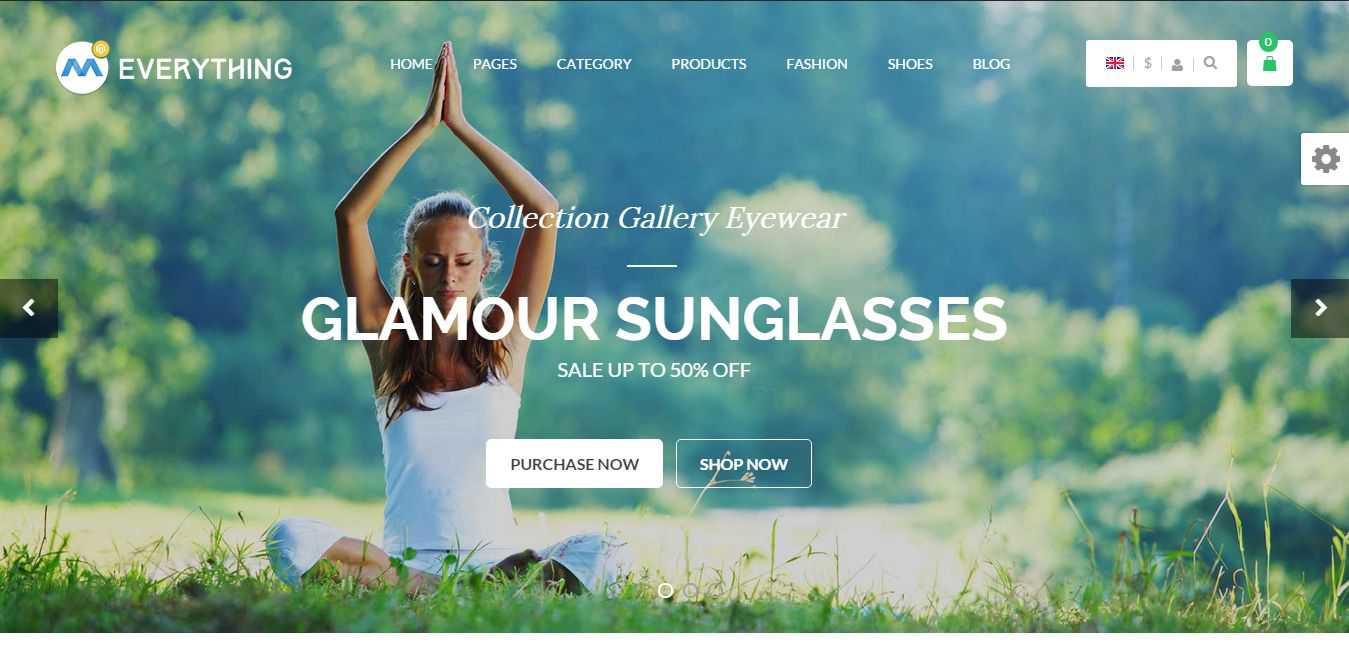 M EVERYTHING
HOME PAGES CATEGORY PRODUCTS FASHION SHOES BLOG
$
0
Collection Gallery Eyewear
GLAMOUR SUNGLASSES
SALE UP TO 50% OFF
PURCHASE NOW SHOP NOW